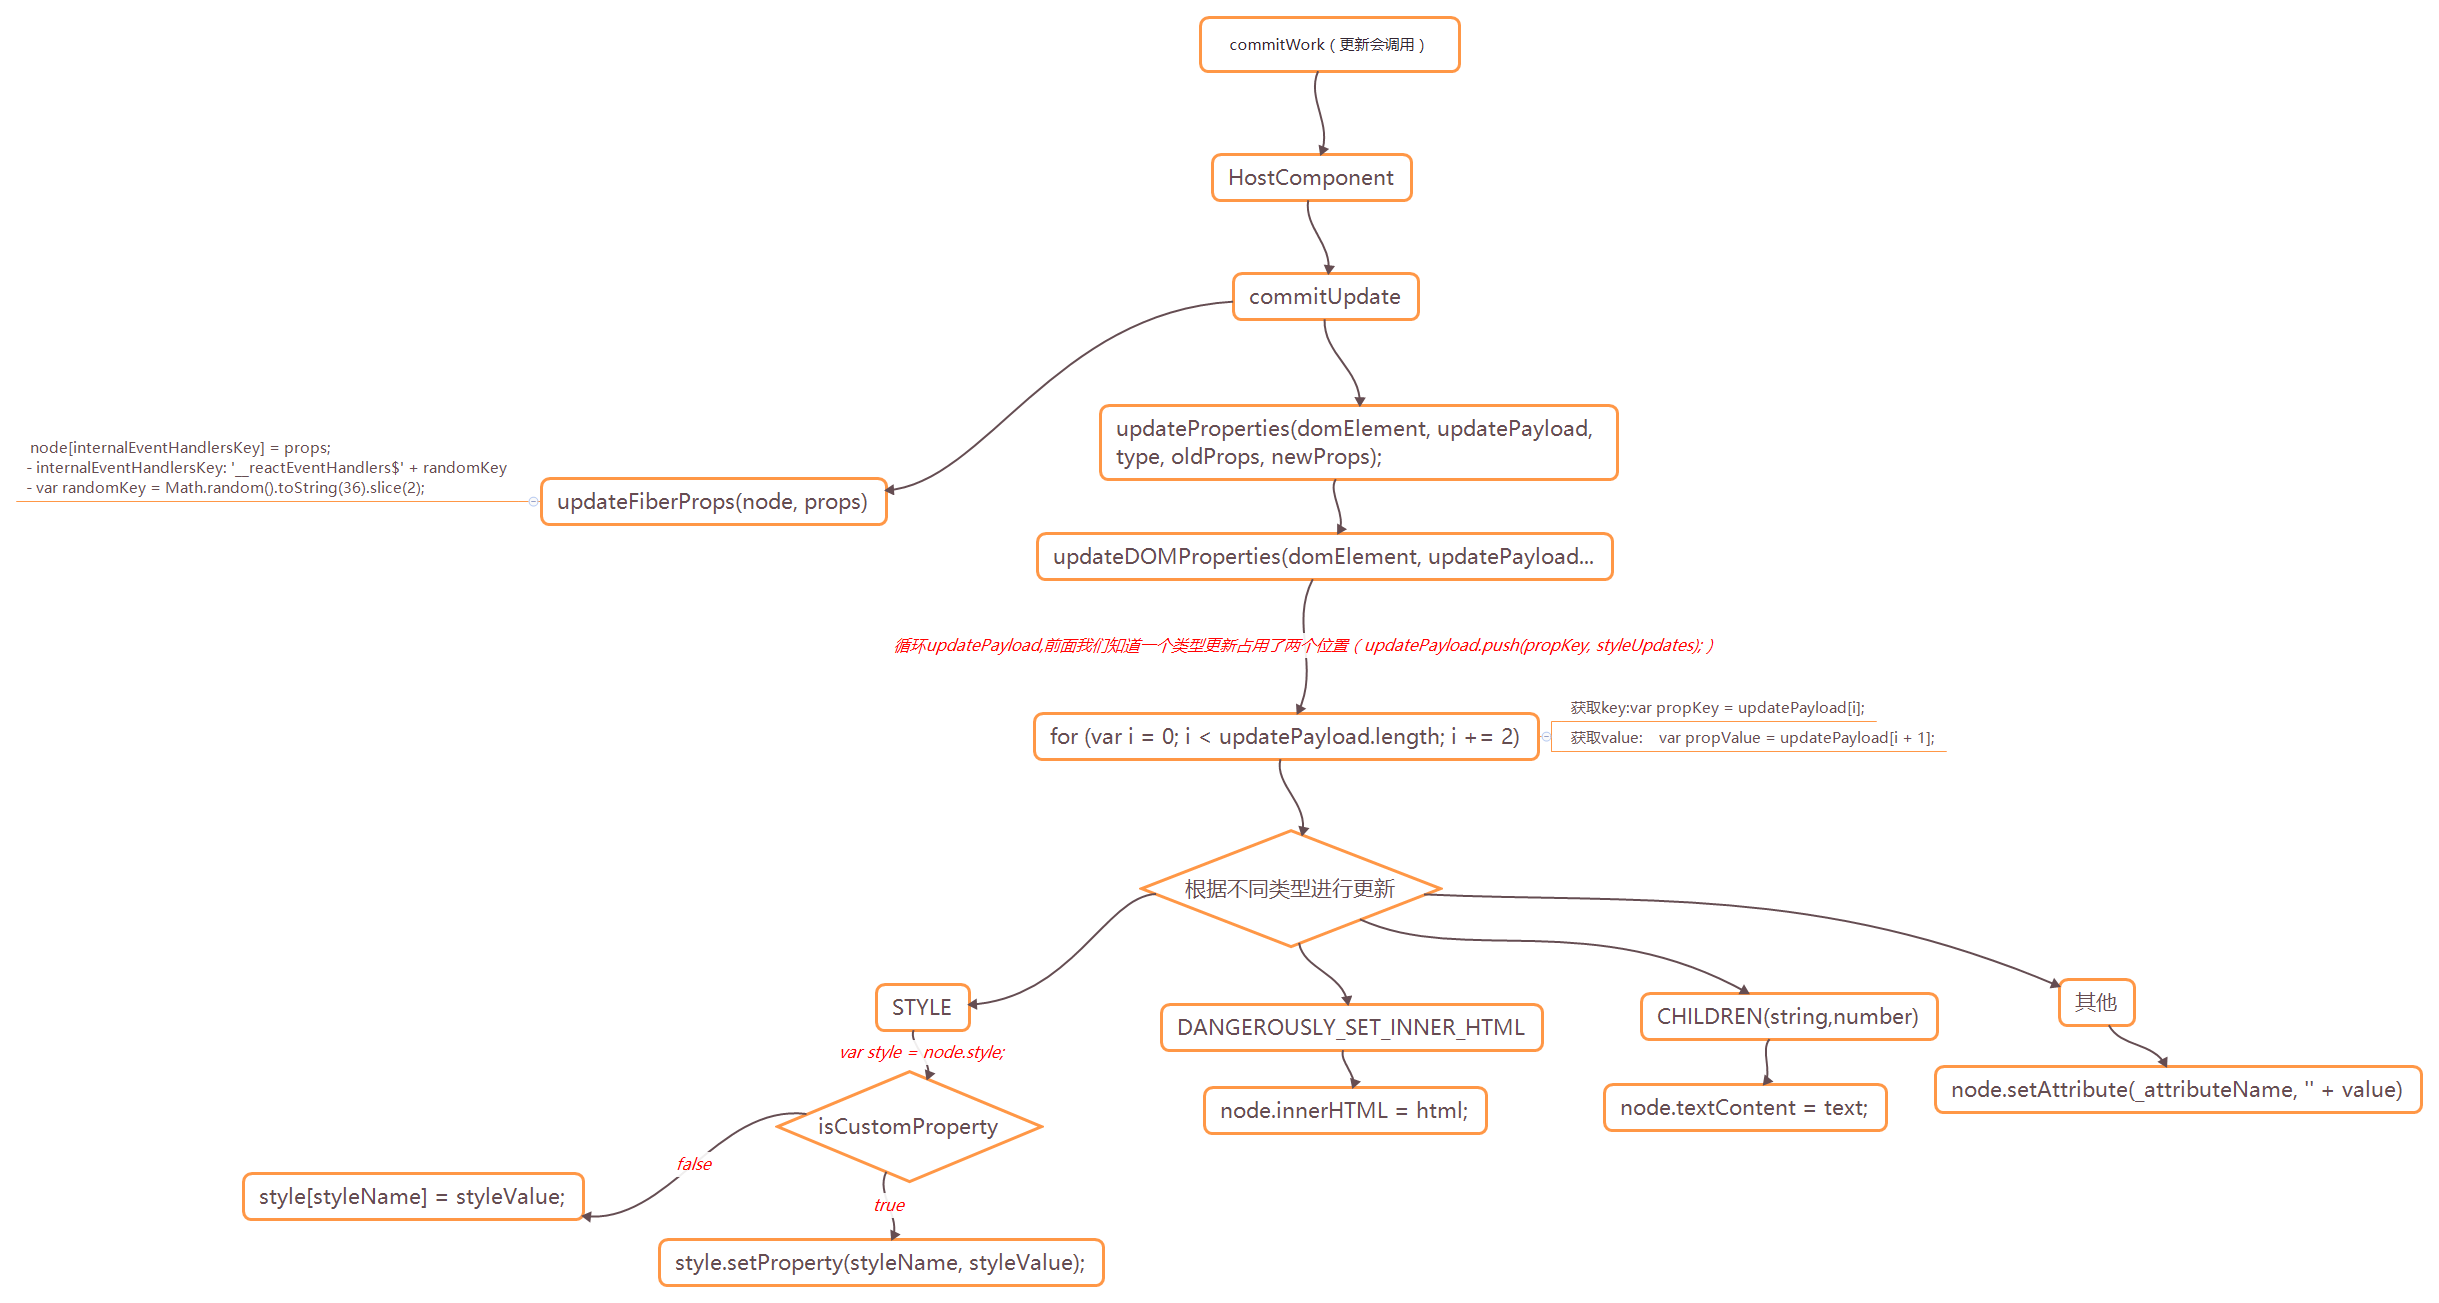 commitWork（更新会调用）
HostComponent
commitUpdate
updateProperties(domElement, updatePayload,
type, oldProps, newProps);
node[internalEventHandlersKey] = props;
- internalEventHandlersKey: '__reactEventHandlers$' + randomKey
- var randomKey = Math.random().toString(36).slice(2);
updateFiberProps(node, props)
updateDOMProperties(domElement, updatePayload...
循环updatePayload,前面我们知道一个类型更新占用了两个位置（updatePayload.push(propKey, styleUpdates);）
for (var i = 0; i < updatePayload.length; i += 2)
获取key:var propKey = updatePayload[i];
获取value: var propValue = updatePayload[i + 1];
根据不同类型进行更新
STYLE
DANGEROUSLY_SET_INNER_HTML
CHILDREN(string,number)
其他
var style = node.style;
isCustomProperty
node.innerHTML = html;
node.textContent = text;
node.setAttribute(_attributeName, '' + value)
false
true
style[styleName] = styleValue;
style.setProperty(styleName, styleValue);